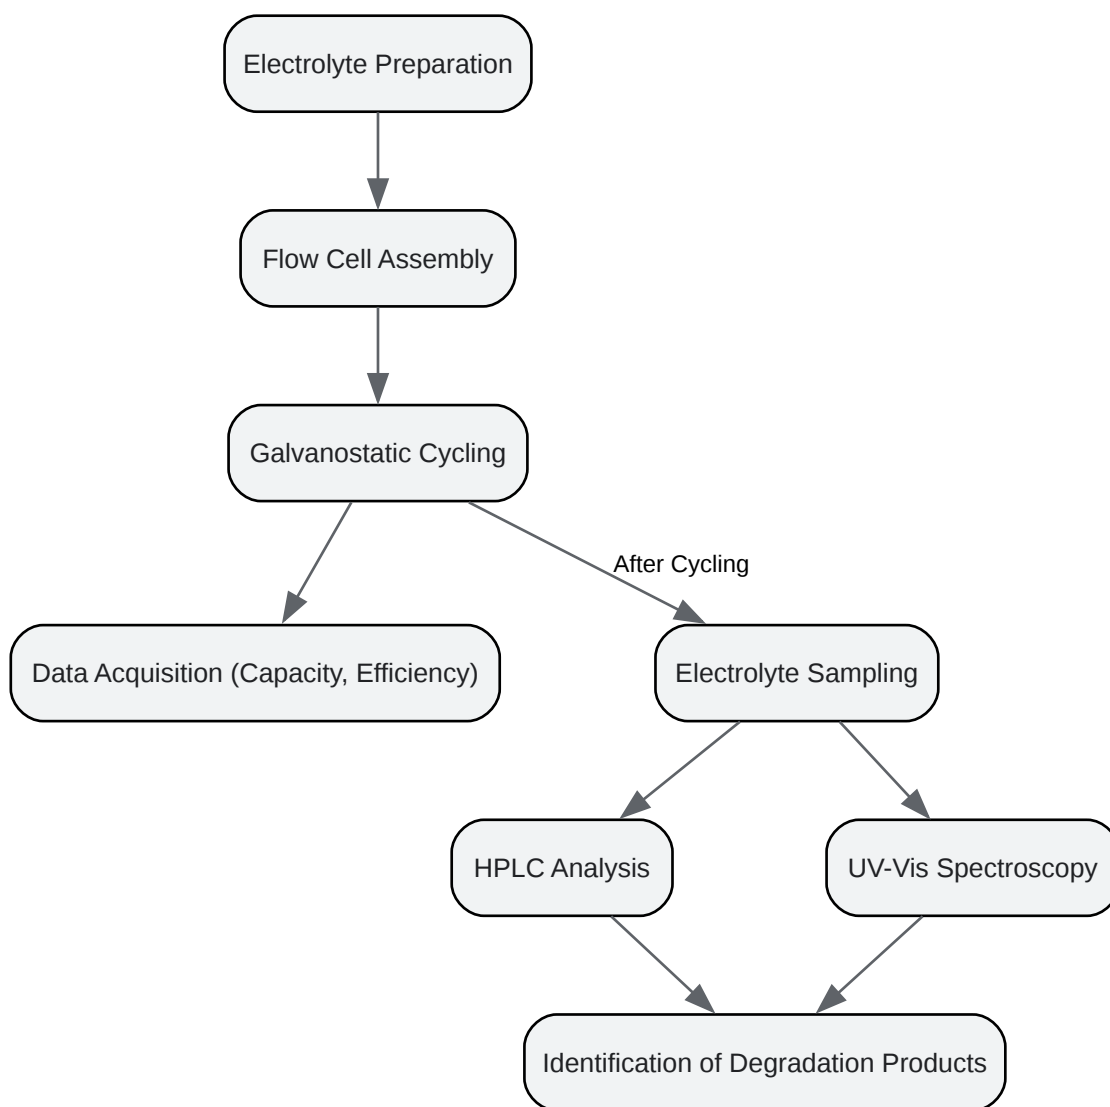 Electrolyte Preparation
Flow Cell Assembly
Galvanostatic Cycling
After Cycling
Data Acquisition (Capacity, Efficiency)
Electrolyte Sampling
HPLC Analysis
UV-Vis Spectroscopy
Identification of Degradation Products